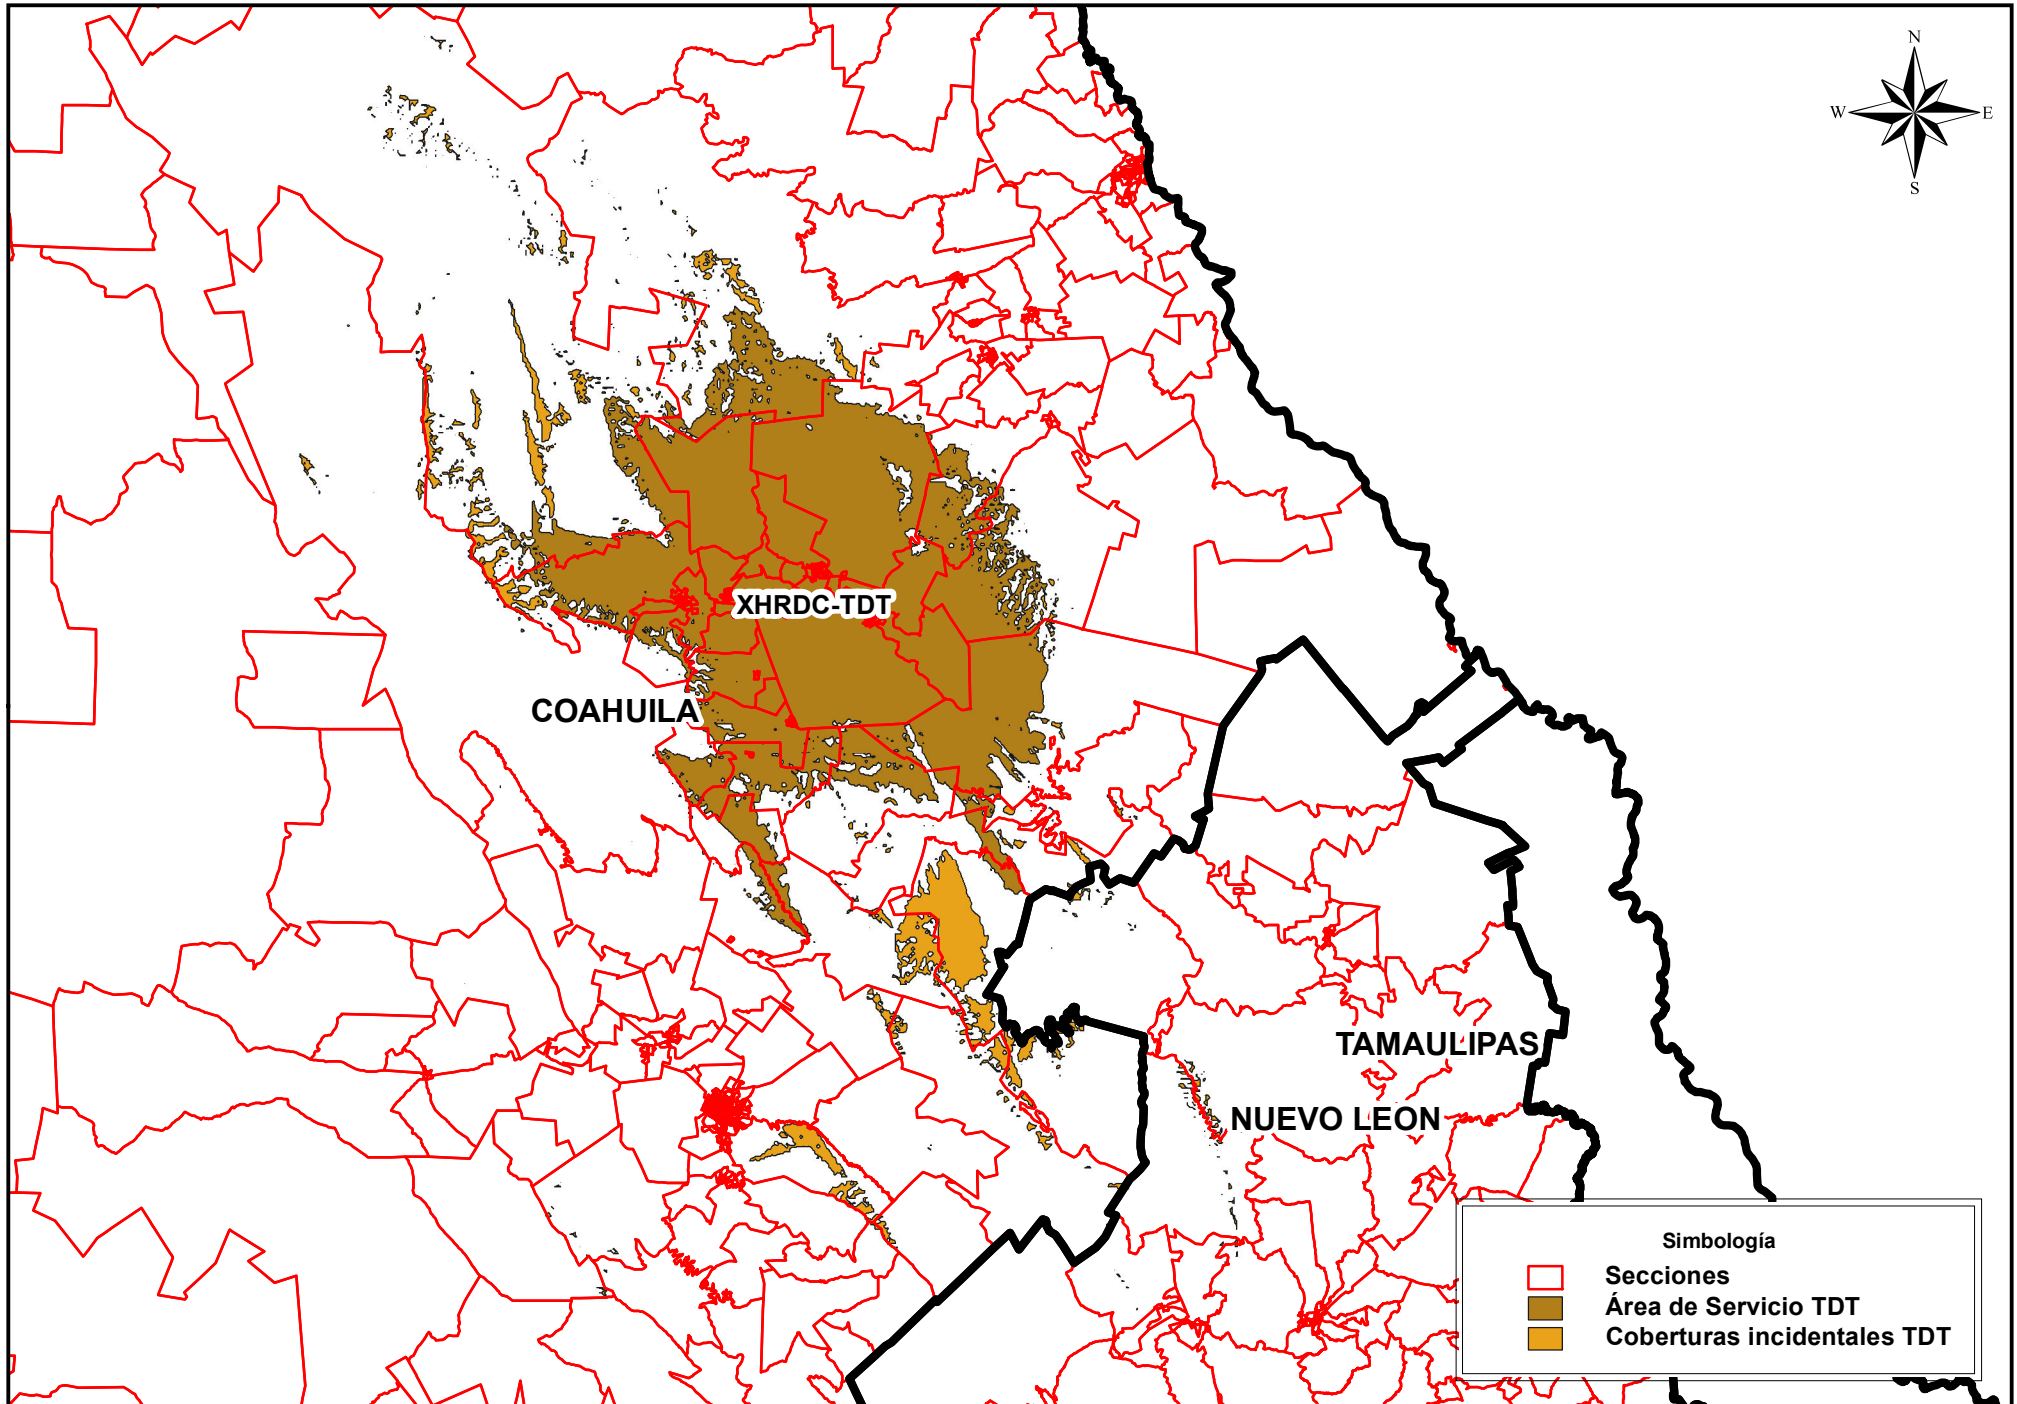 N
W
E
S
XHRDC-TDT
COAHUILA
TAMAULIPAS
NUEVO LEON
Simbología
Secciones
Área de Servicio TDT
Coberturas incidentales TDT